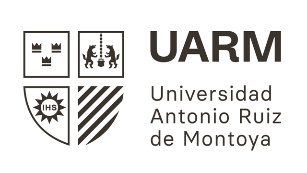 UARM
IHS
Universidad
Antonio Ruiz
de Montoya